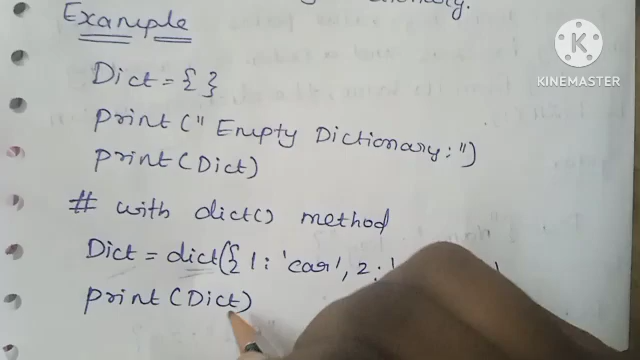 Example
KINEMASTER
Dict = { }
print (" Empty Dictionary : ")
print (Dict)
# with dict() method
Dict = dict({ 1 : 'car', 2 : '
print (Dict)